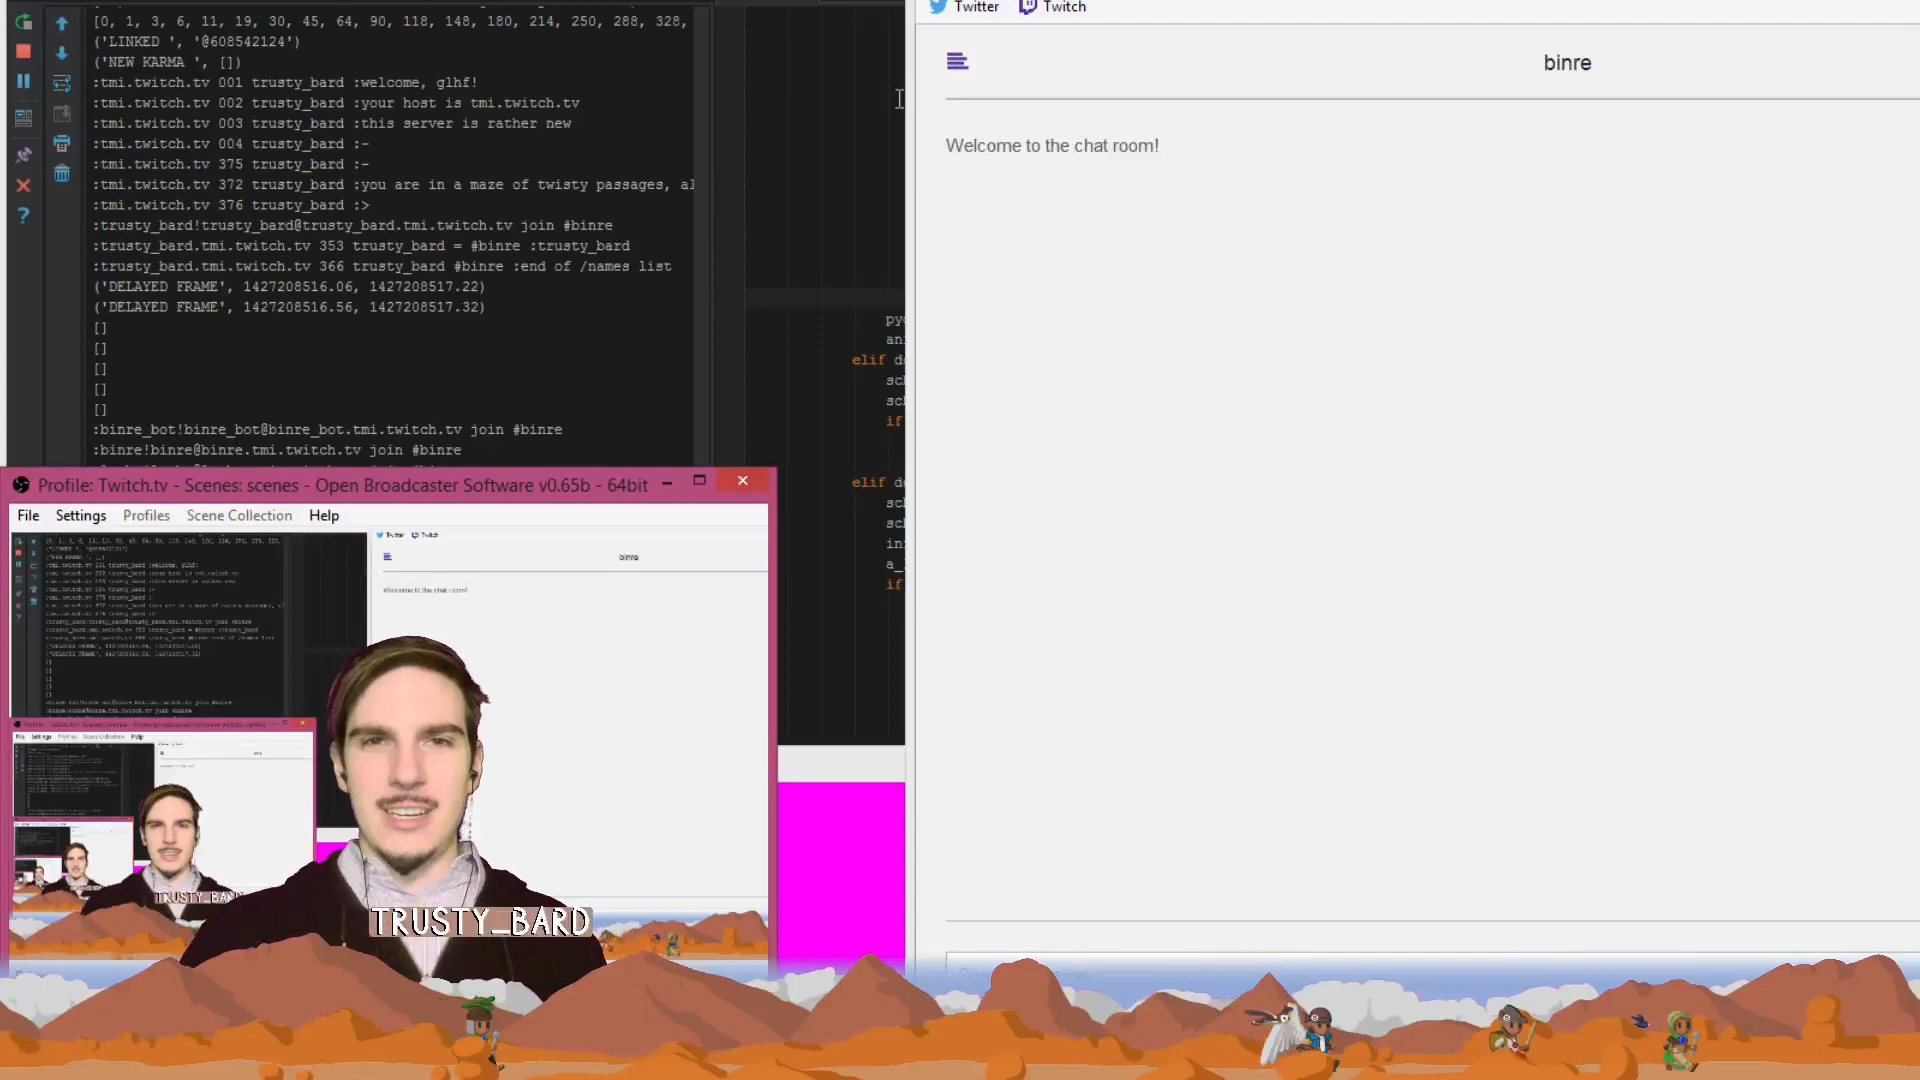 [0, 1, 3, 6, 11, 19, 30, 45, 64, 90, 118, 148, 180, 214, 250, 288, 328,
('LINKED ', '@608542124')
('NEW KARMA ', [])
:tmi.twitch.tv 001 trusty_bard :welcome, glhf!
:tmi.twitch.tv 002 trusty_bard :your host is tmi.twitch.tv
:tmi.twitch.tv 003 trusty_bard :this server is rather new
:tmi.twitch.tv 004 trusty_bard :-
:tmi.twitch.tv 375 trusty_bard :-
:tmi.twitch.tv 372 trusty_bard :you are in a maze of twisty passages, al
:tmi.twitch.tv 376 trusty_bard :>
:trusty_bard!trusty_bard@trusty_bard.tmi.twitch.tv join #binre
:trusty_bard.tmi.twitch.tv 353 trusty_bard = #binre :trusty_bard
:trusty_bard.tmi.twitch.tv 366 trusty_bard #binre :end of /names list
('DELAYED FRAME', 1427208516.06, 1427208517.22)
('DELAYED FRAME', 1427208516.56, 1427208517.32)
[]
[]
[]
[]
[]
:binre_bot!binre_bot@binre_bot.tmi.twitch.tv join #binre
:binre!binre@binre.tmi.twitch.tv join #binre
elif
if
elif
if
Twitter Twitch
binre
Welcome to the chat room!
Profile: Twitch.tv - Scenes: scenes - Open Broadcaster Software v0.65b - 64bit
File Settings Profiles Scene Collection Help
Twitter Twitch
binre
Welcome to the chat room!
TRUSTY_BARD